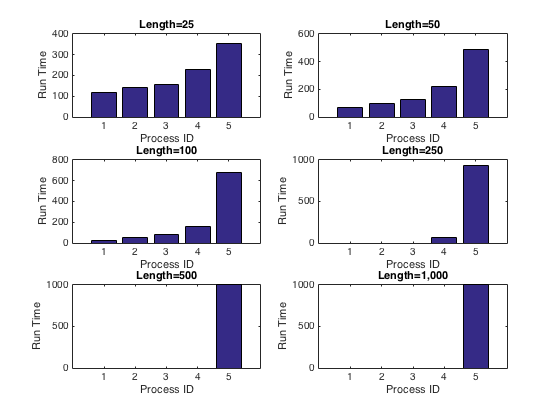 Length=25
Run Time
400
300
200
100
0
1 2 3 4 5
Process ID
Length=50
Run Time
600
400
200
0
1 2 3 4 5
Process ID
Length=100
Run Time
800
600
400
200
0
1 2 3 4 5
Process ID
Length=250
Run Time
1000
500
0
1 2 3 4 5
Process ID
Length=500
Run Time
1000
500
0
1 2 3 4 5
Process ID
Length=1,000
Run Time
1000
500
0
1 2 3 4 5
Process ID